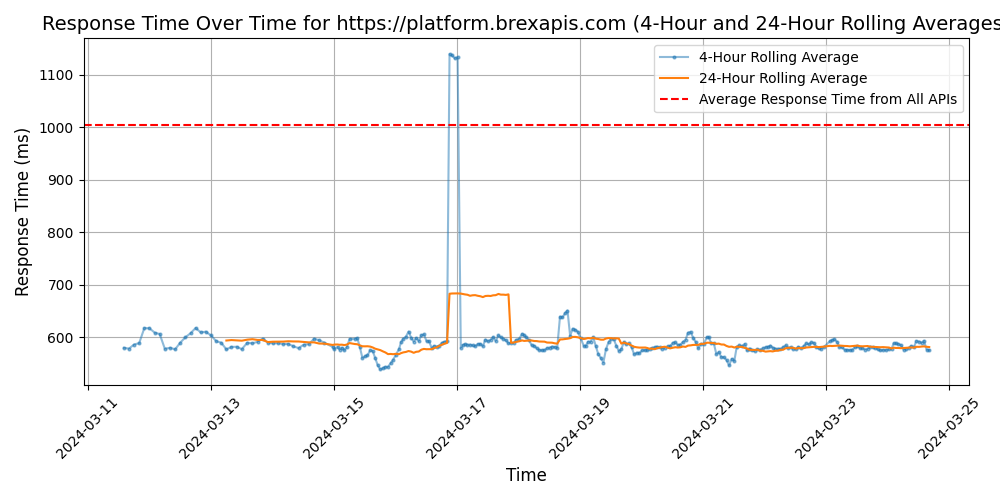 Response Time Over Time for https://platform.brexapis.com (4-Hour and 24-Hour Rolling Averages
4-Hour Rolling Average
24-Hour Rolling Average
Average Response Time from All APIs
Response Time (ms)
1100
1000
900
800
700
600
2024-03-11
2024-03-13
2024-03-15
2024-03-17
2024-03-19
2024-03-21
2024-03-23
2024-03-25
Time